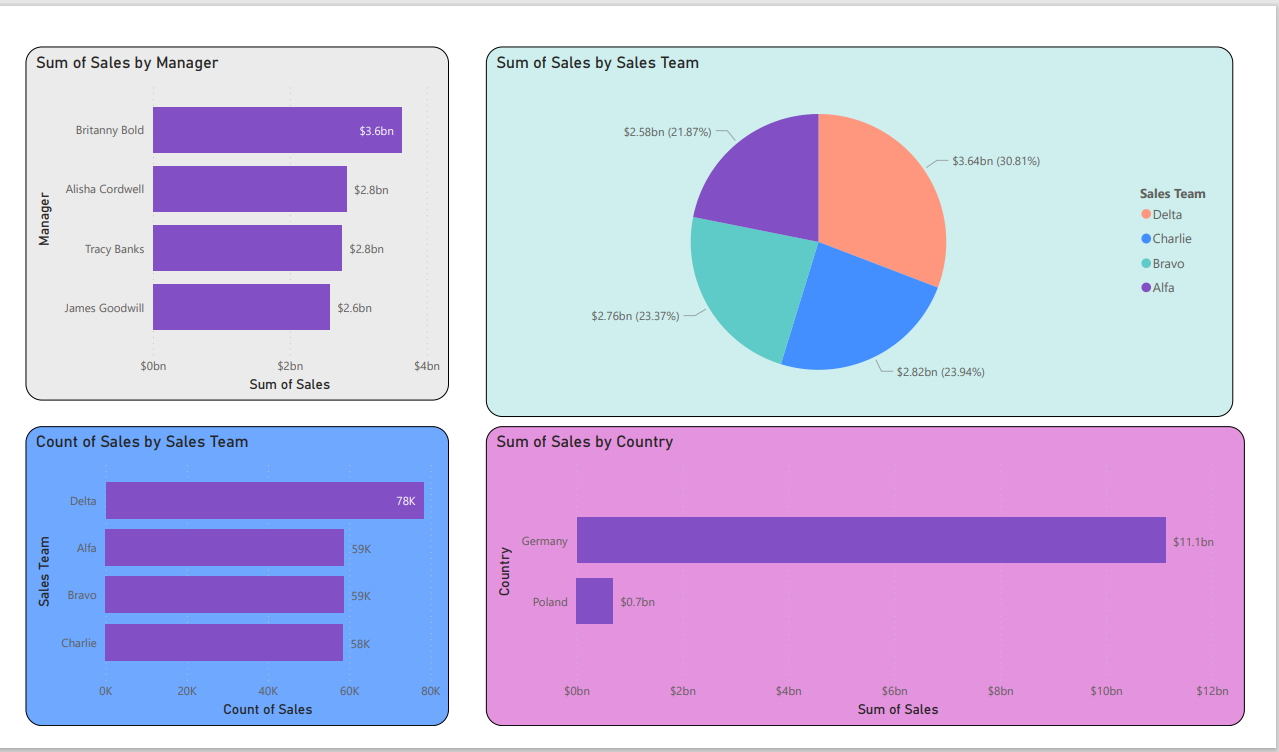 Sum of Sales by Manager
Manager
Britanny Bold
$3.6bn
Alisha Cordwell
$2.8bn
Tracy Banks
$2.8bn
James Goodwill
$2.6bn
$0bn $2bn $4bn
Sum of Sales
Sum of Sales by Sales Team
$2.58bn (21.87%)
$3.64bn (30.81%)
$2.76bn (23.37%)
$2.82bn (23.94%)
Sales Team
Delta
Charlie
Bravo
Alfa
Count of Sales by Sales Team
Sales Team
Delta
78K
Alfa
59K
Bravo
59K
Charlie
58K
0K 20K 40K 60K 80K
Count of Sales
Sum of Sales by Country
Country
Germany
$11.1bn
Poland
$0.7bn
$0bn $2bn $4bn $6bn $8bn $10bn $12bn
Sum of Sales